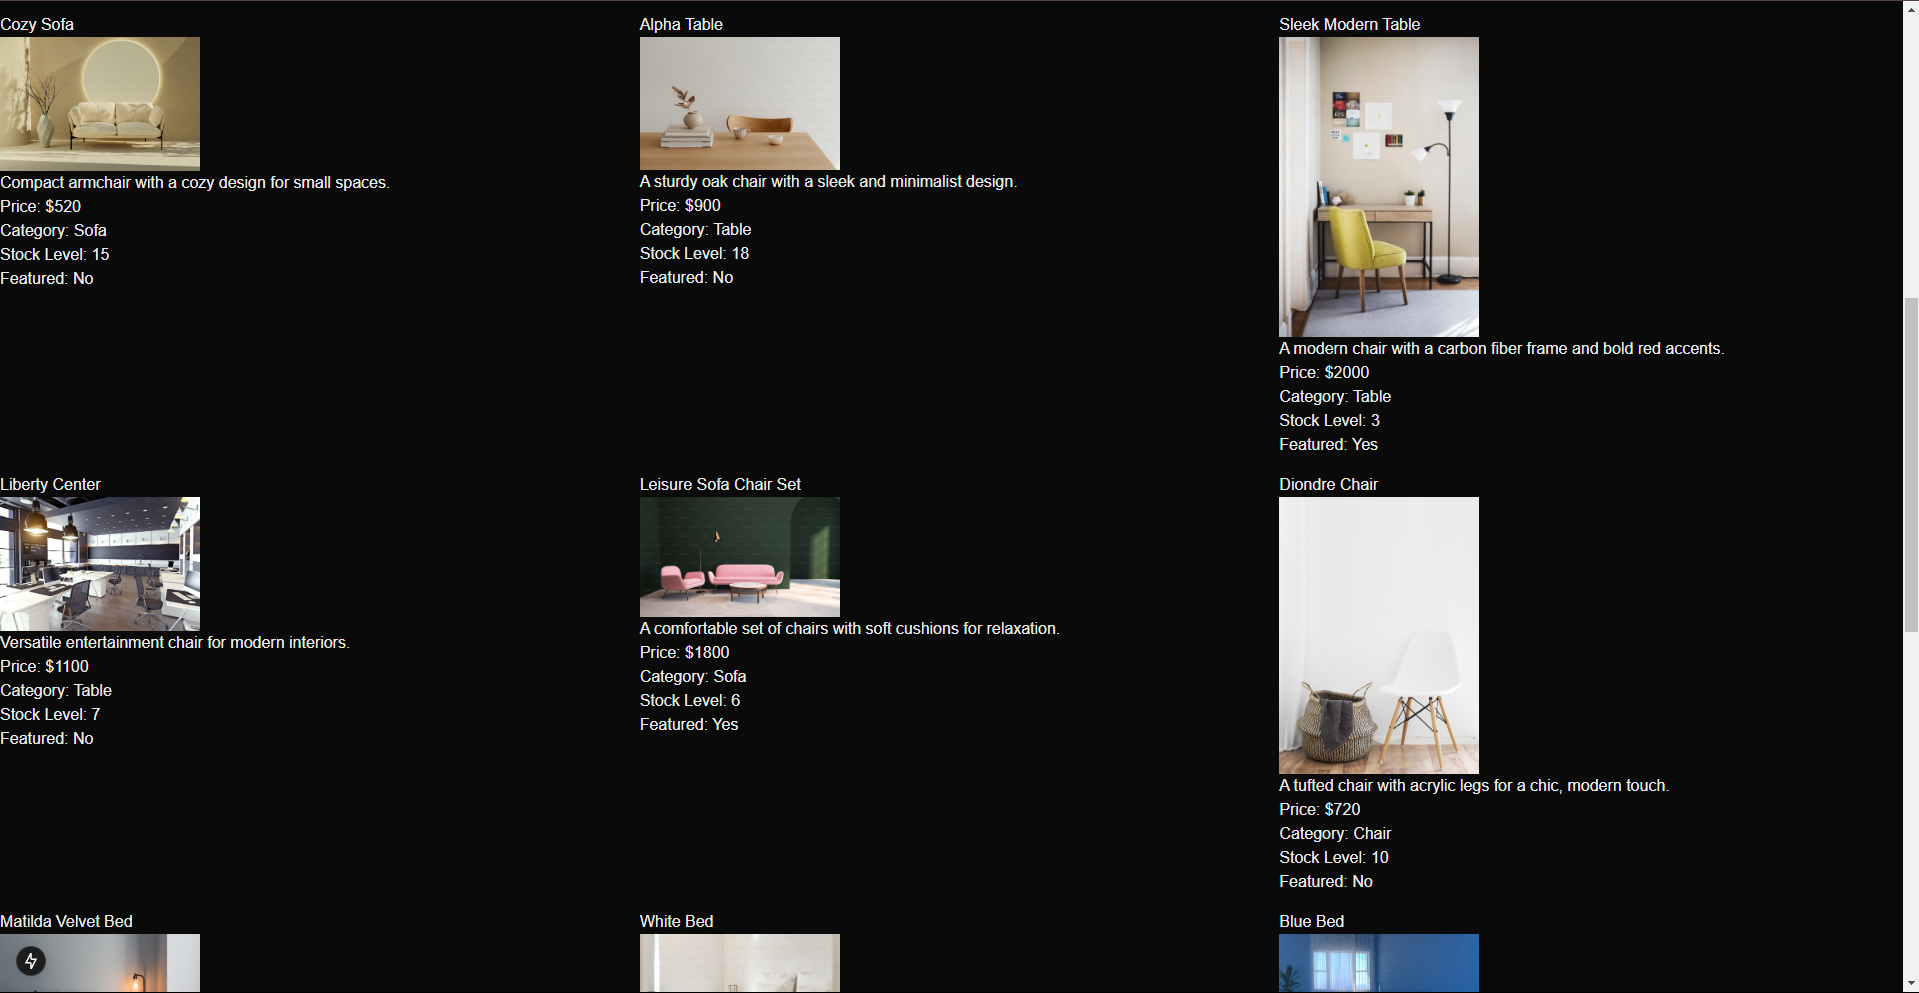 Cozy Sofa
Compact armchair with a cozy design for small spaces.
Price: $520
Category: Sofa
Stock Level: 15
Featured: No
Alpha Table
A sturdy oak chair with a sleek and minimalist design.
Price: $900
Category: Table
Stock Level: 18
Featured: No
Sleek Modern Table
A modern chair with a carbon fiber frame and bold red accents.
Price: $2000
Category: Table
Stock Level: 3
Featured: Yes
Liberty Center
Versatile entertainment chair for modern interiors.
Price: $1100
Category: Table
Stock Level: 7
Featured: No
Leisure Sofa Chair Set
A comfortable set of chairs with soft cushions for relaxation.
Price: $1800
Category: Sofa
Stock Level: 6
Featured: Yes
Diondre Chair
A tufted chair with acrylic legs for a chic, modern touch.
Price: $720
Category: Chair
Stock Level: 10
Featured: No
Matilda Velvet Bed
White Bed
Blue Bed